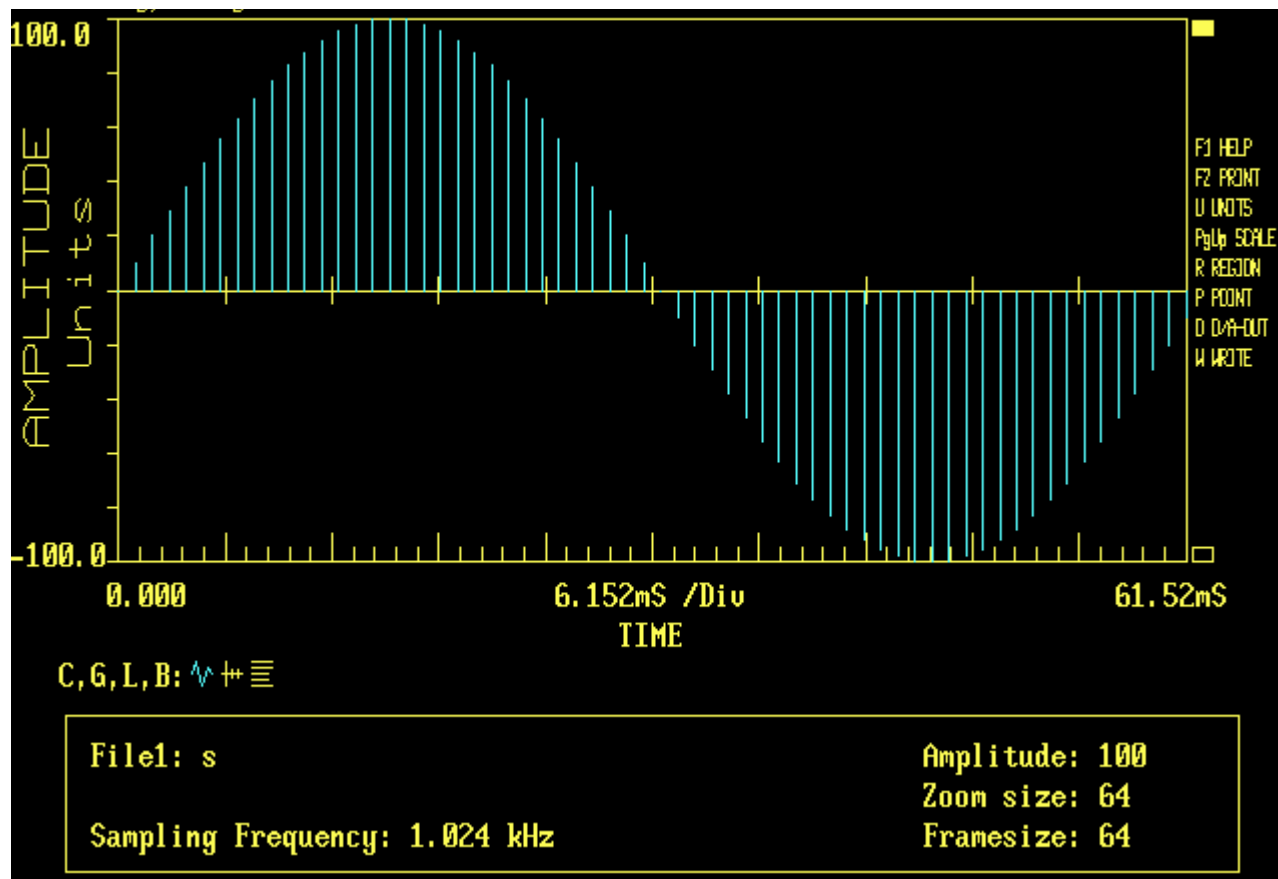 100.0
AMPLITUDE
Units
-100.0
0.000
6.152mS /Div
61.52mS
TIME
F1 HELP
F2 PRINT
U UNITS
PgUp SCALE
R REGION
P POINT
D D/A-OUT
W WRITE
C,G,L,B:
File1: s
Sampling Frequency: 1.024 kHz
Amplitude: 100
Zoom size: 64
Framesize: 64